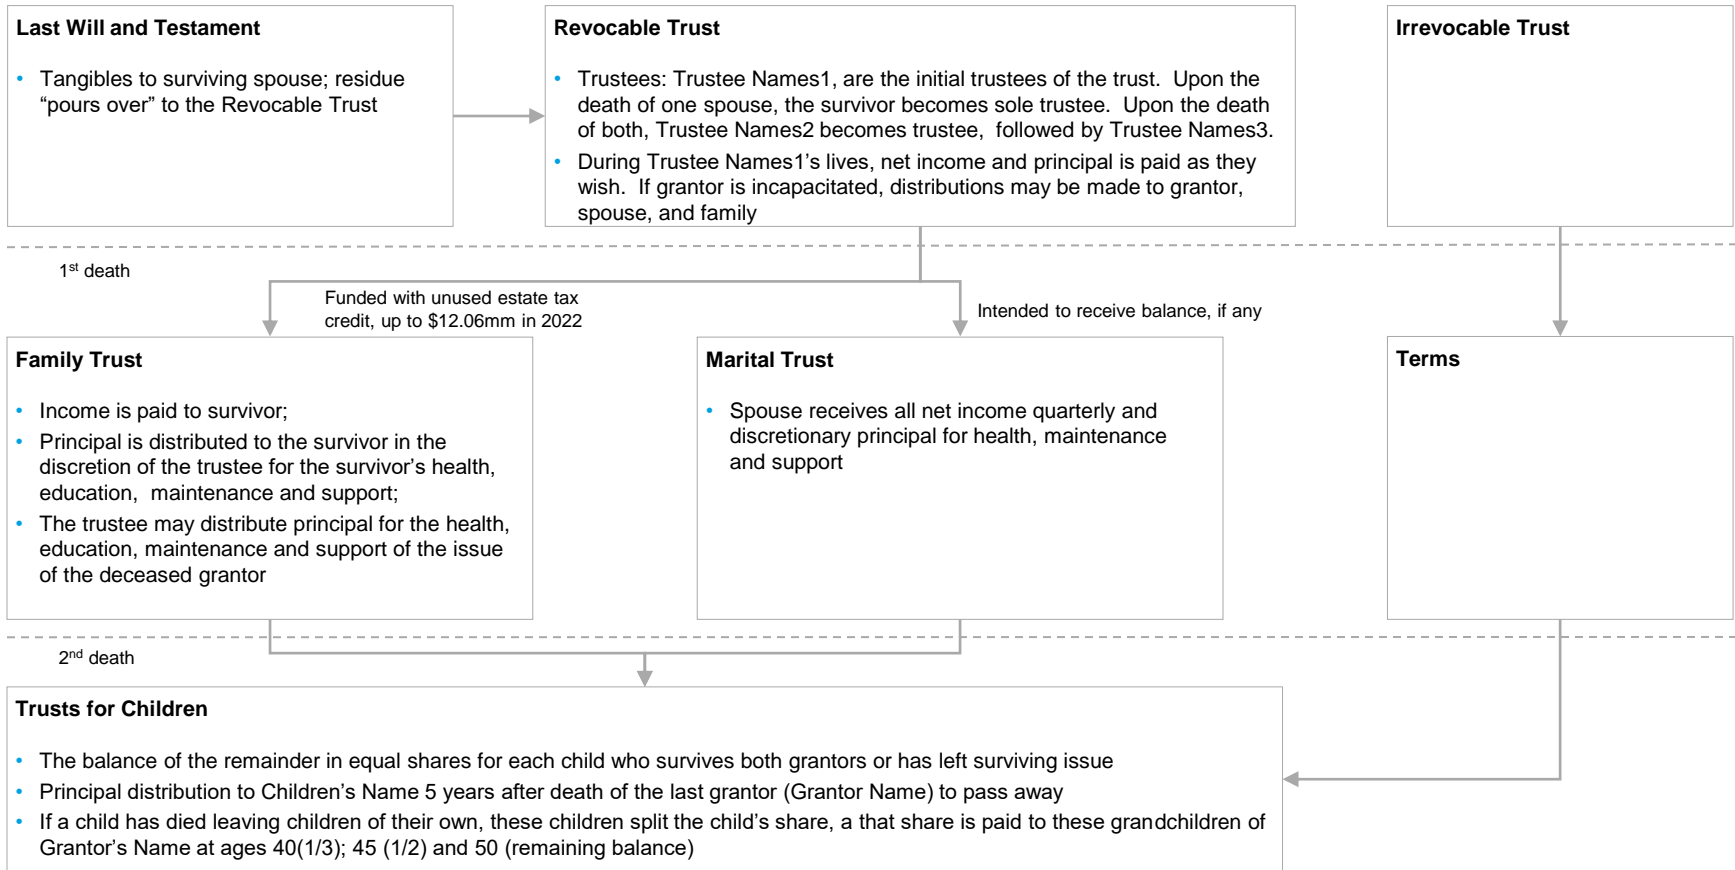 Last Will and Testament
• Tangibles to surviving spouse; residue
“pours over” to the Revocable Trust
Revocable Trust
• Trustees: Trustee Names1, are the initial trustees of the trust.  Upon the
death of one spouse, the survivor becomes sole trustee.  Upon the death
of both, Trustee Names2 becomes trustee,  followed by Trustee Names3.
• During Trustee Names1’s lives, net income and principal is paid as they
wish.  If grantor is incapacitated, distributions may be made to grantor,
spouse, and family
Irrevocable Trust
1st death
Funded with unused estate tax
credit, up to $12.06mm in 2022
Intended to receive balance, if any
Family Trust
• Income is paid to survivor;
• Principal is distributed to the survivor in the
discretion of the trustee for the survivor’s health,
education,  maintenance and support;
• The trustee may distribute principal for the health,
education, maintenance and support of the issue
of the deceased grantor
Marital Trust
• Spouse receives all net income quarterly and
discretionary principal for health, maintenance
and support
Terms
2nd death
Trusts for Children
• The balance of the remainder in equal shares for each child who survives both grantors or has left surviving issue
• Principal distribution to Children’s Name 5 years after death of the last grantor (Grantor Name) to pass away
• If a child has died leaving children of their own, these children split the child’s share, a that share is paid to these grandchildren of
Grantor’s Name at ages 40(1/3); 45 (1/2) and 50 (remaining balance)